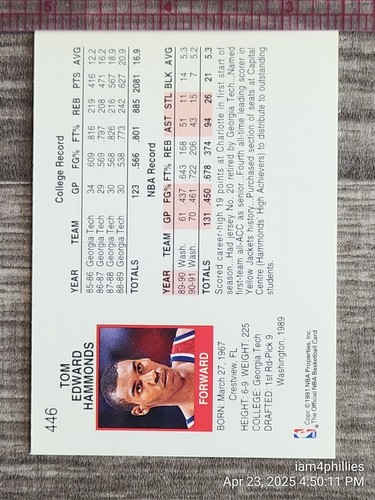 446
TOM
EDWARD
HAMMONDS
FORWARD
BORN: March 27, 1967
Crestview, FL
HEIGHT: 6-9 WEIGHT: 225
COLLEGE: Georgia Tech
DRAFTED: 1st Rd-Pick 9
Washington, 1989
Copr. © 1991 NBA Properties, Inc.
The Official NBA Basketball Card
College Record
YEAR TEAM GP FG% FT% REB PTS AVG
85-86 Georgia Tech 34 .609 .816 219 416 12.2
86-87 Georgia Tech 29 .569 .797 208 471 16.2
87-88 Georgia Tech 30 .568 .826 216 567 18.9
88-89 Georgia Tech 30 .538 .773 242 627 20.9
TOTALS 123 .566 .801 885 2081 16.9
NBA Record
YEAR TEAM GP FG% FT% REB AST STL BLK AVG
89-90 Wash. 61 .437 .643 168 51 11 14 5.3
90-91 Wash. 70 .461 .722 206 43 15 7 5.2
TOTALS 131 .450 .678 374 94 26 21 5.3
Scored career-high 19 points at Charlotte in first start of
season...Had jersey No. 20 retired by Georgia Tech...Named
first-team all-ACC as senior...Fourth all-time leading scorer in
Yellow Jackets history...Purchased section of seats at Capital
Centre (Hammonds' High Achievers) to distribute to outstanding
students.
iam4phillies
Apr 23, 2025 4:50:11 PM